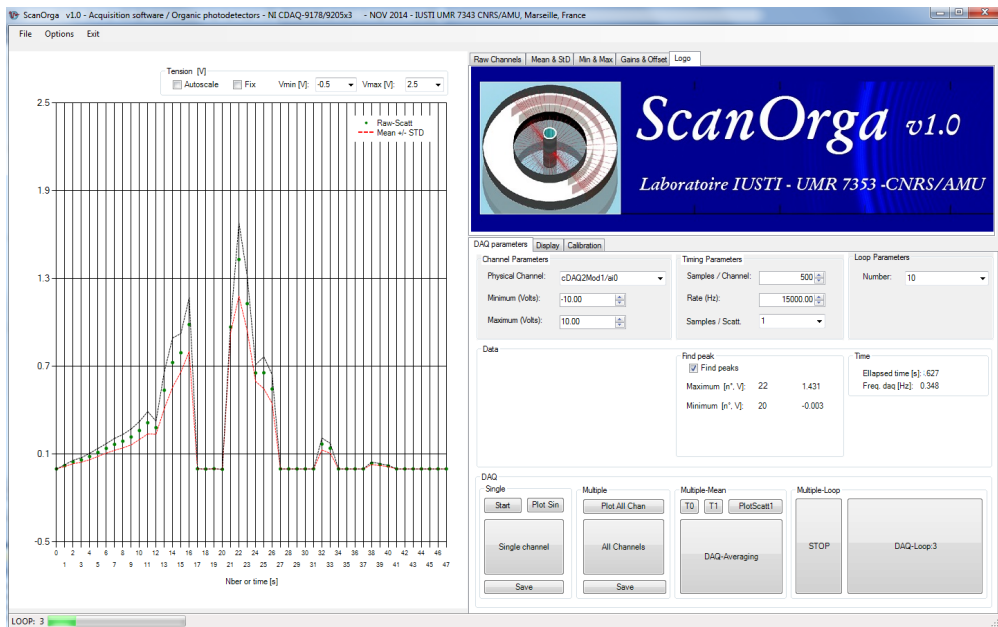 ScanOrga v1.0 - Acquisition software / Organic photodetectors - NI CDAQ-9178/9205x3 - NOV 2014 - IUSTI UMR 7343 CNRS/AMU, Marseille, France
File Options Exit
Tension [V]
Autoscale Fix Vmin [V]: -0.5 Vmax [V]: 2.5
Raw-Scatt
Mean +/- STD
2.5
1.9
1.3
0.7
0.1
-0.5
0 2 4 6 8 10 12 14 16 18 20 22 24 26 28 30 32 34 36 38 40 42 44 46
1 3 5 7 9 11 13 15 17 19 21 23 25 27 29 31 33 35 37 39 41 43 45 47
Nber or time [s]
Raw Channels Mean & StD Min & Max Gains & Offset Logo
ScanOrga v1.0
Laboratoire IUSTI - UMR 7353 -CNRS/AMU
DAQ parameters Display Calibration
Channel Parameters
Physical Channel: cDAQ2Mod1/ai0
Minimum (Volts): -10.00
Maximum (Volts): 10.00
Timing Parameters
Samples / Channel: 500
Rate (Hz): 15000.00
Samples / Scatt. 1
Loop Parameters
Number: 10
Data
Find peak
Find peaks
Maximum [n°, V]: 22 1.431
Minimum [n°, V]: 20 -0.003
Time
Ellapsed time [s]: .627
Freq. daq [Hz]: 0.348
DAQ
Single
Start Plot Sin
Single channel
Save
Multiple
Plot All Chan
All Channels
Save
Multiple-Mean
T0 T1 PlotScatt1
DAQ-Averaging
Multiple-Loop
STOP
DAQ-Loop:3
LOOP: 3